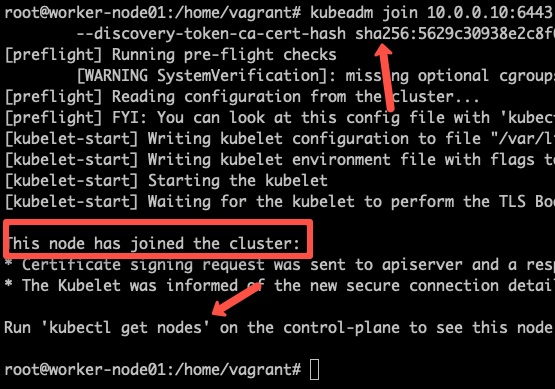 root@worker-node01:/home/vagrant# kubeadm join 10.0.0.10:6443
--discovery-token-ca-cert-hash sha256:5629c30938e2c8f
[preflight] Running pre-flight checks
[WARNING SystemVerification]: missing optional cgroups
[preflight] Reading configuration from the cluster...
[preflight] FYI: You can look at this config file with 'kubec
[kubelet-start] Writing kubelet configuration to file "/var/l
[kubelet-start] Writing kubelet environment file with flags t
[kubelet-start] Starting the kubelet
[kubelet-start] Waiting for the kubelet to perform the TLS Boo
This node has joined the cluster:
* Certificate signing request was sent to apiserver and a resp
* The Kubelet was informed of the new secure connection detai
Run 'kubectl get nodes' on the control-plane to see this node
root@worker-node01:/home/vagrant#